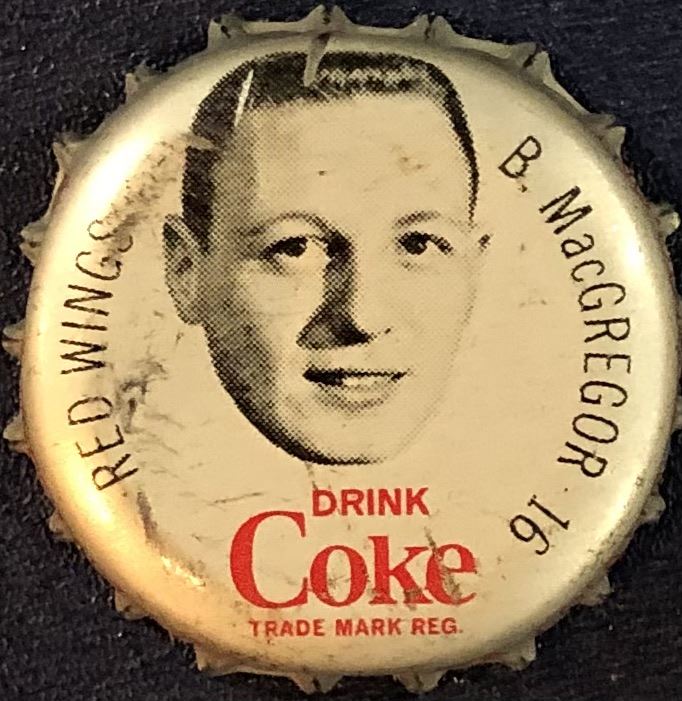 RED WINGS
B. MacGREGOR 16
DRINK
Coke
TRADE MARK REG.